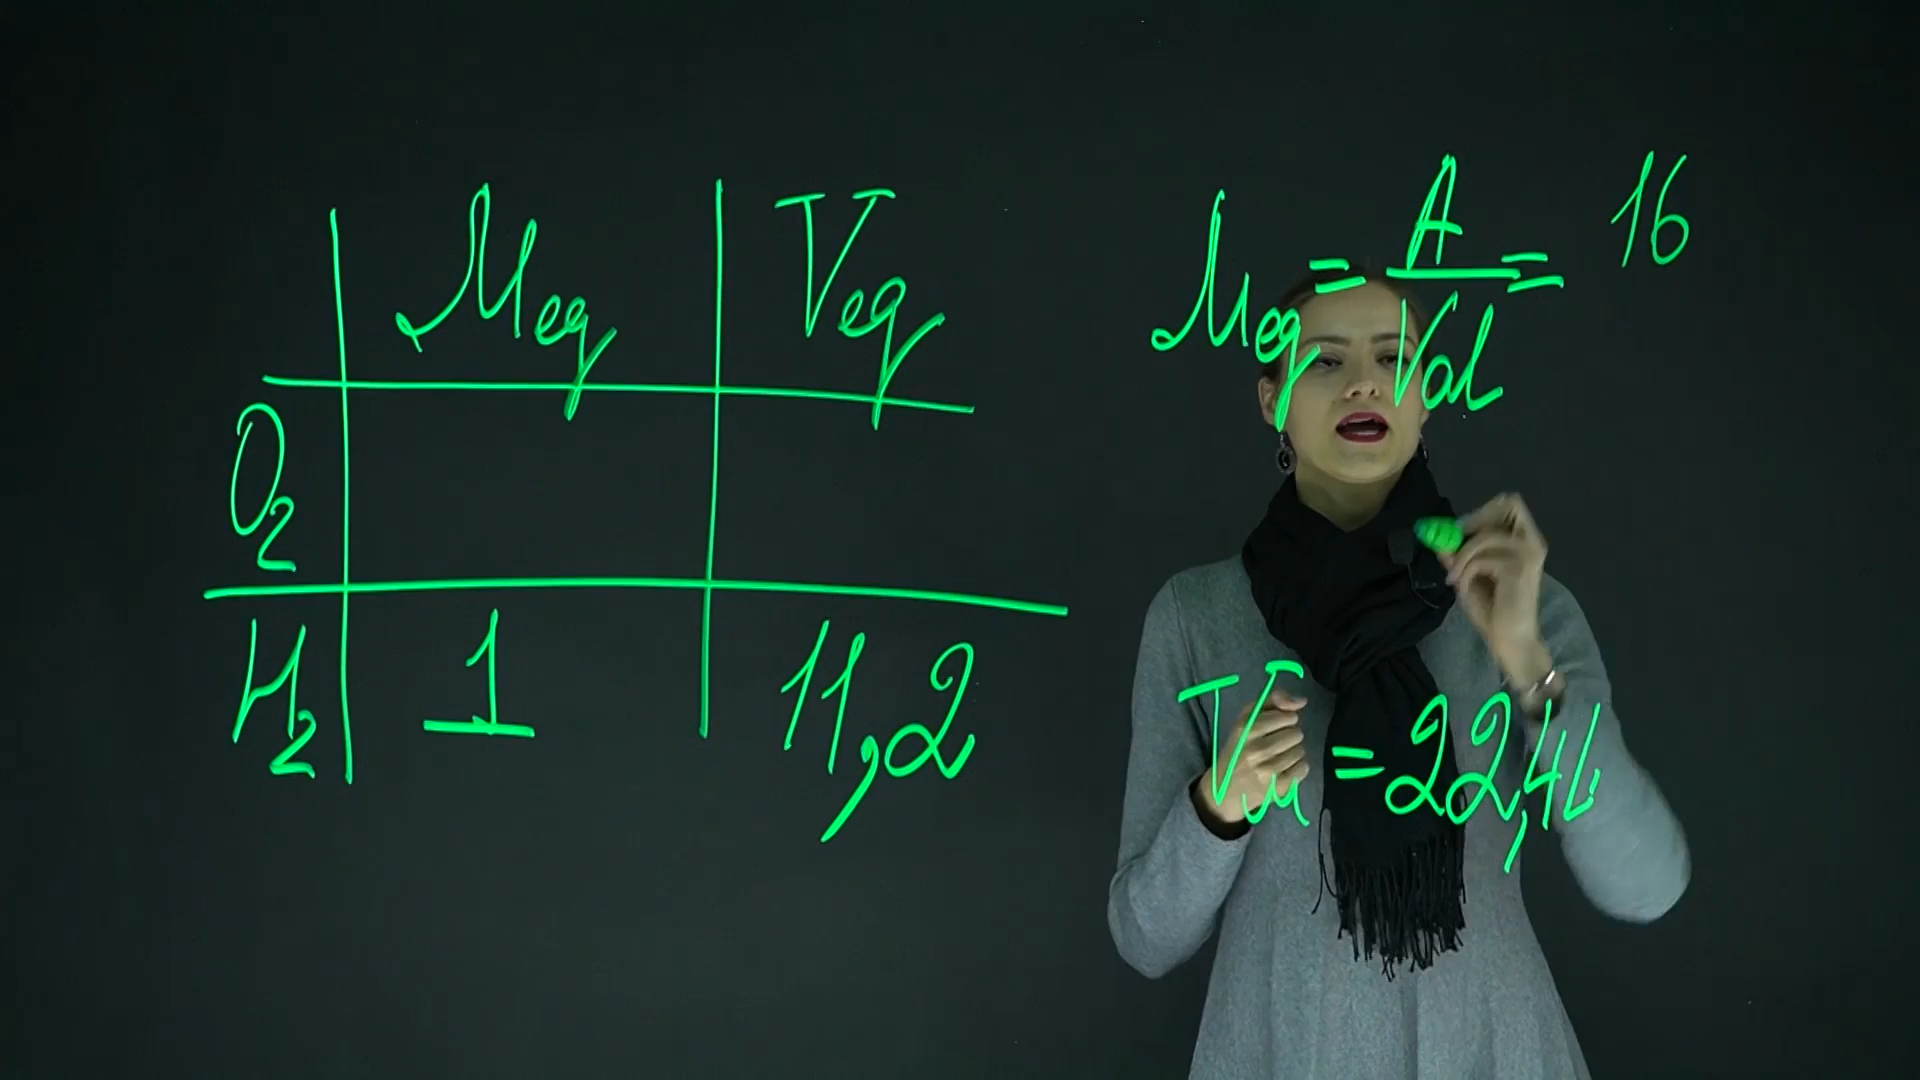 Meq Veq
O2
H2 1 11,2
Meq = A/Val = 16
VM = 22,4L